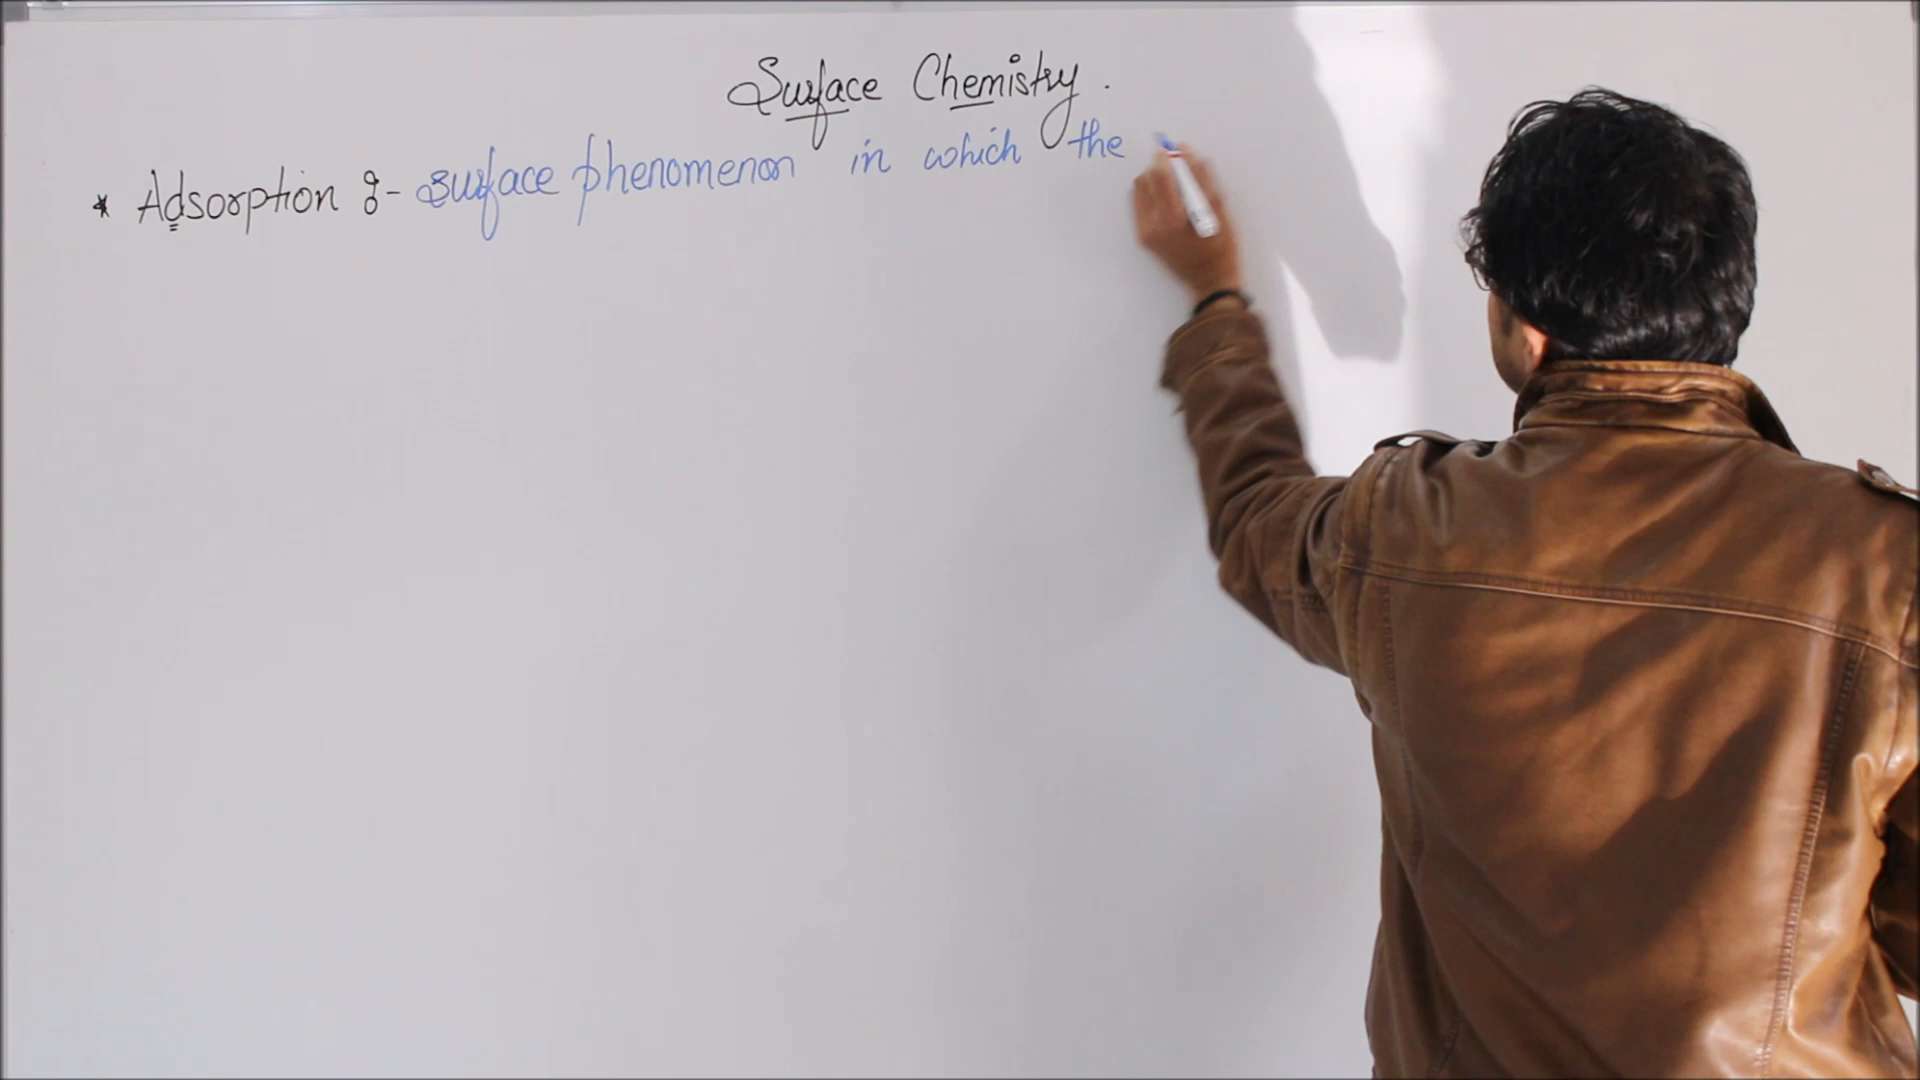 Surface Chemistry.
* Adsorption :- surface phenomenon in which the